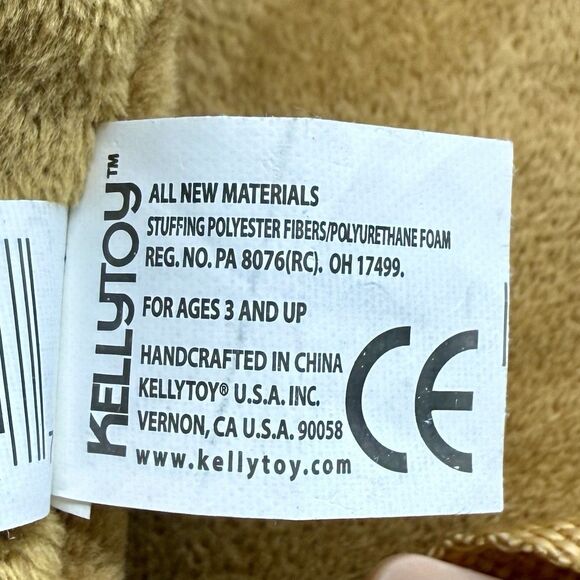 KELLYTOY™
ALL NEW MATERIALS
STUFFING POLYESTER FIBERS/POLYURETHANE FOAM
REG. NO. PA 8076(RC). OH 17499.
FOR AGES 3 AND UP
HANDCRAFTED IN CHINA
KELLYTOY® U.S.A. INC.
VERNON, CA U.S.A. 90058
www.kellytoy.com
CE